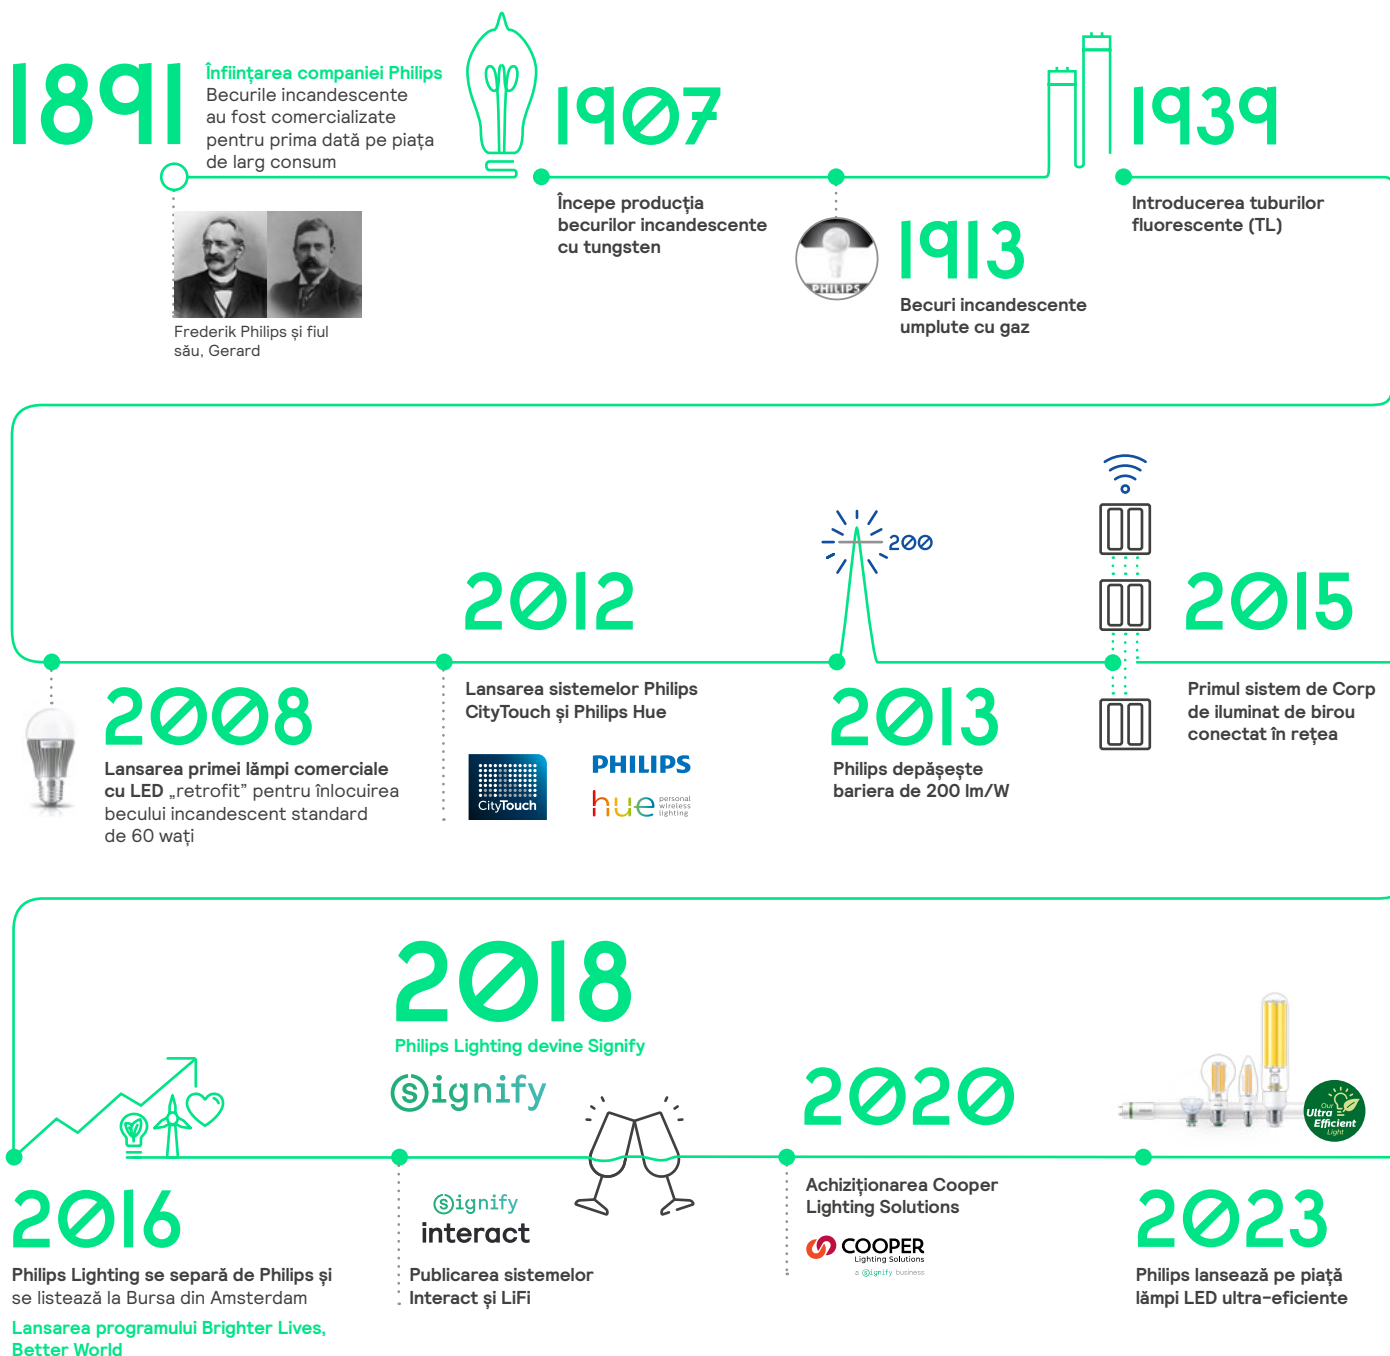 1891
Înființarea companiei Philips
Becurile incandescente
au fost comercializate
pentru prima dată pe piața
de larg consum
Frederik Philips și fiul
său, Gerard
1907
Începe producția
becurilor incandescente
cu tungsten
PHILIPS
1913
Becuri incandescente
umplute cu gaz
1939
Introducerea tuburilor
fluorescente (TL)
2008
Lansarea primei lămpi comerciale
cu LED „retrofit” pentru înlocuirea
becului incandescent standard
de 60 wați
2012
Lansarea sistemelor Philips
CityTouch și Philips Hue
CityTouch
PHILIPS
hue personal
wireless
lighting
200
2013
Philips depășește
bariera de 200 lm/W
2015
Primul sistem de Corp
de iluminat de birou
conectat în rețea
2016
Philips Lighting se separă de Philips și
se listează la Bursa din Amsterdam
Lansarea programului Brighter Lives,
Better World
2018
Philips Lighting devine Signify
Signify
Signify
interact
Publicarea sistemelor
Interact și LiFi
2020
Achiziționarea Cooper
Lighting Solutions
COOPER
Lighting Solutions
a Signify business
Our
Ultra
Efficient
Light
2023
Philips lansează pe piață
lămpi LED ultra-eficiente